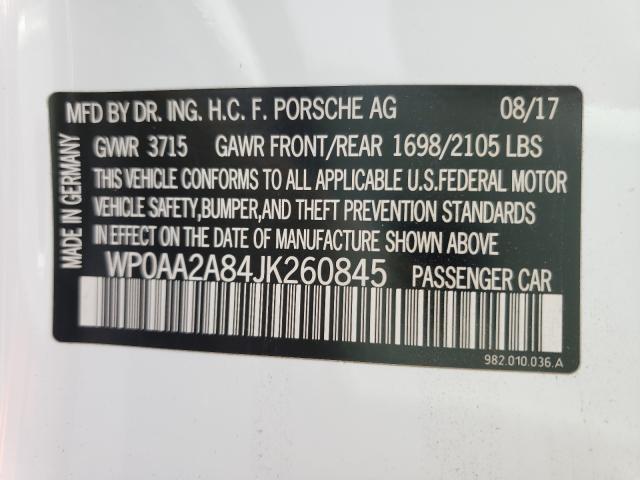 MFD BY DR. ING. H.C. F. PORSCHE AG 08/17
GVWR 3715 GAWR FRONT/REAR 1698/2105 LBS
THIS VEHICLE CONFORMS TO ALL APPLICABLE U.S.FEDERAL MOTOR
VEHICLE SAFETY,BUMPER,AND THEFT PREVENTION STANDARDS
IN EFFECT ON THE DATE OF MANUFACTURE SHOWN ABOVE.
WP0AA2A84JK260845 PASSENGER CAR
982.010.036.A
MADE IN GERMANY